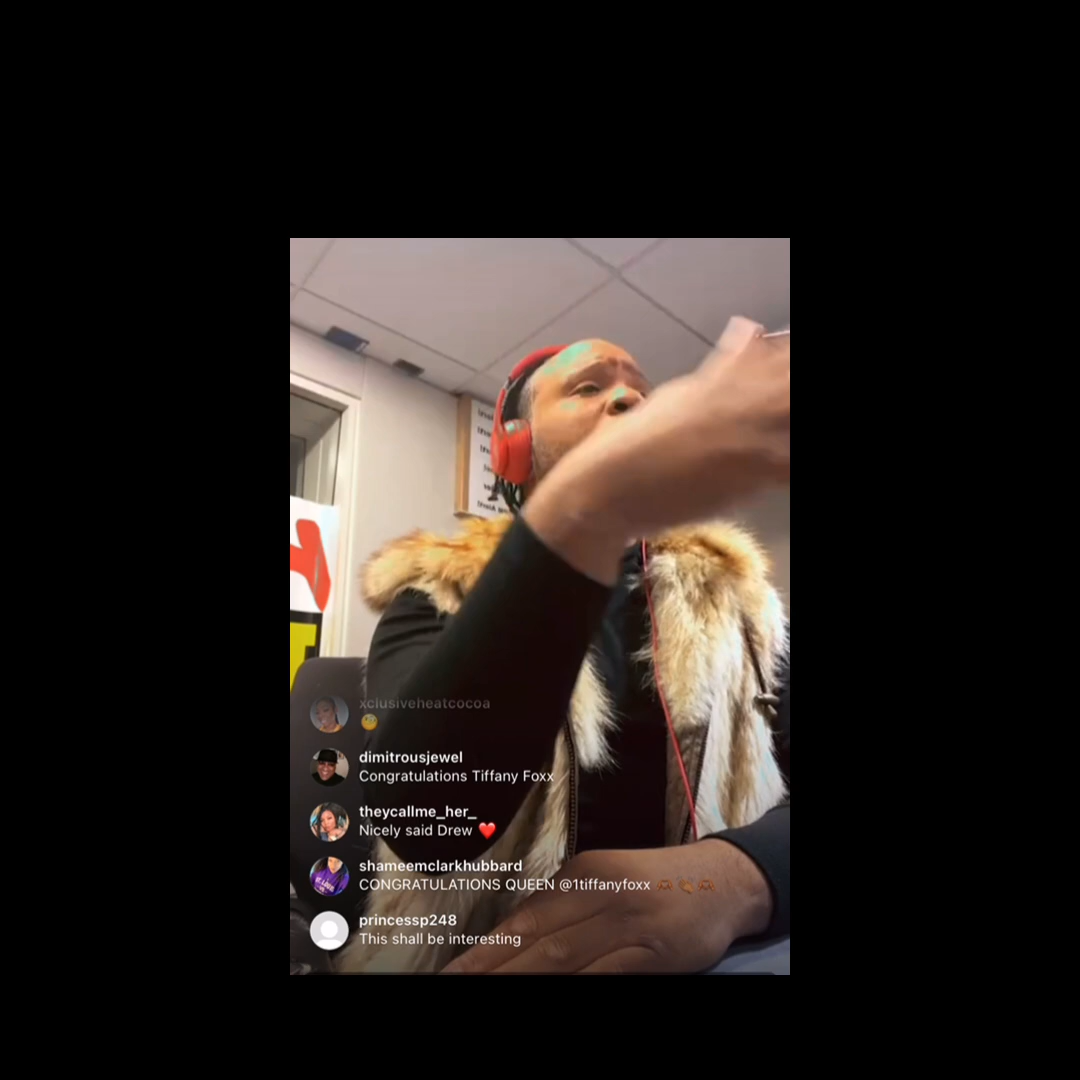 xclusiveheatcocoa
dimitrousjewel
Congratulations Tiffany Foxx
theycallme_her_
Nicely said Drew ❤️
shameemclarkhubbard
CONGRATULATIONS QUEEN @1tiffanyfoxx
princessp248
This shall be interesting